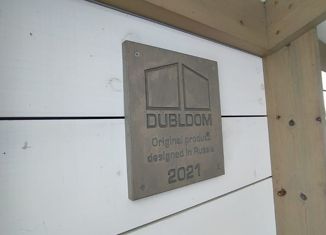 DUBLDOM
Original product
designed in Russia
2021